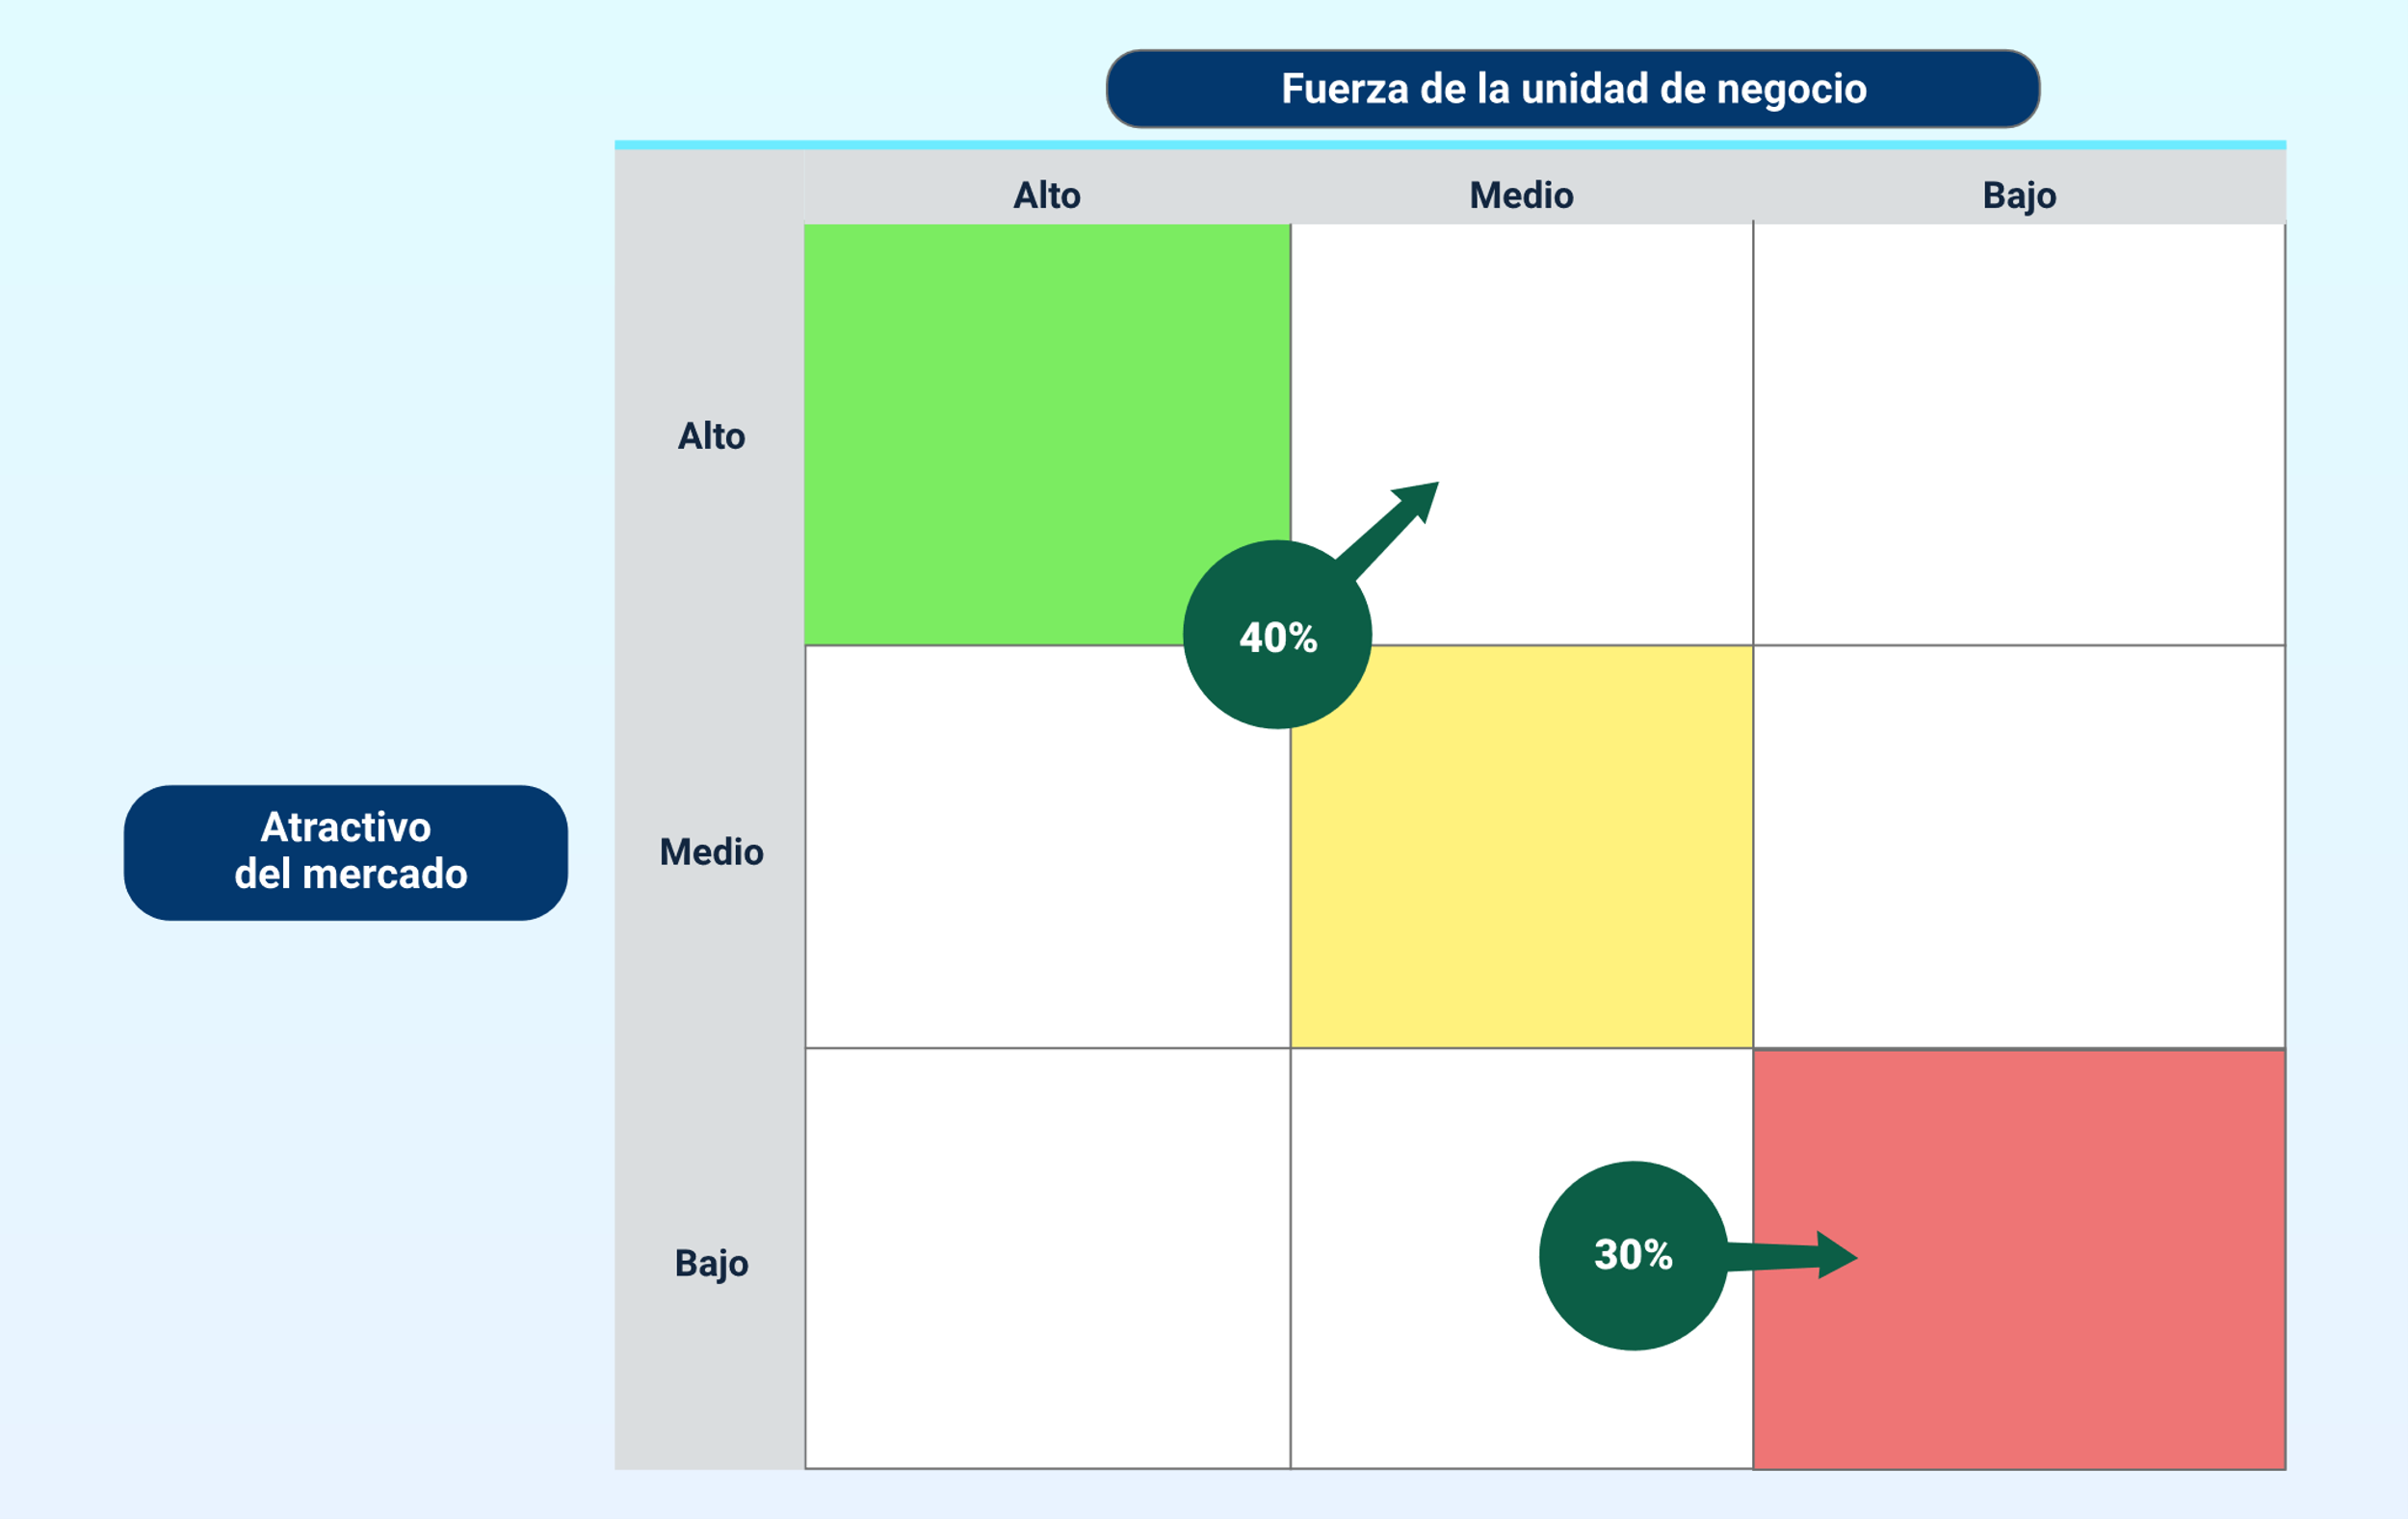 Fuerza de la unidad de negocio
Alto
Medio
Bajo
Alto
40%
Atractivo
del mercado
Medio
Bajo
30%